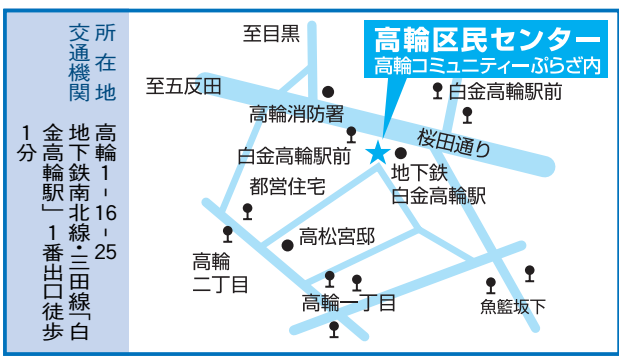 所在地
高輪1-16-25
交通機関
地下鉄南北線・三田線「白
金高輪駅」1番出口徒歩
1分
至目黒
高輪区民センター
高輪コミュニティーぷらざ内
至五反田
白金高輪駅前
高輪消防署
桜田通り
白金高輪駅前
地下鉄
白金高輪駅
都営住宅
高松宮邸
高輪
二丁目
高輪一丁目
魚籃坂下